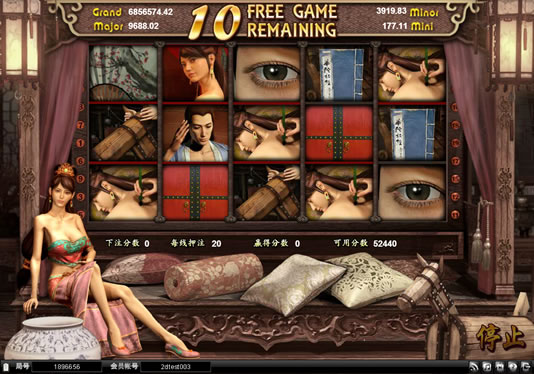 Grand 6856574.42
Major 9688.02
10 FREE GAME REMAINING
3919.83 Minor
177.11 Mini
下注分数 0 每线押注 20 赢得分数 0 可用分数 52440
停止
局号 1896656 会员账号 2dtest003